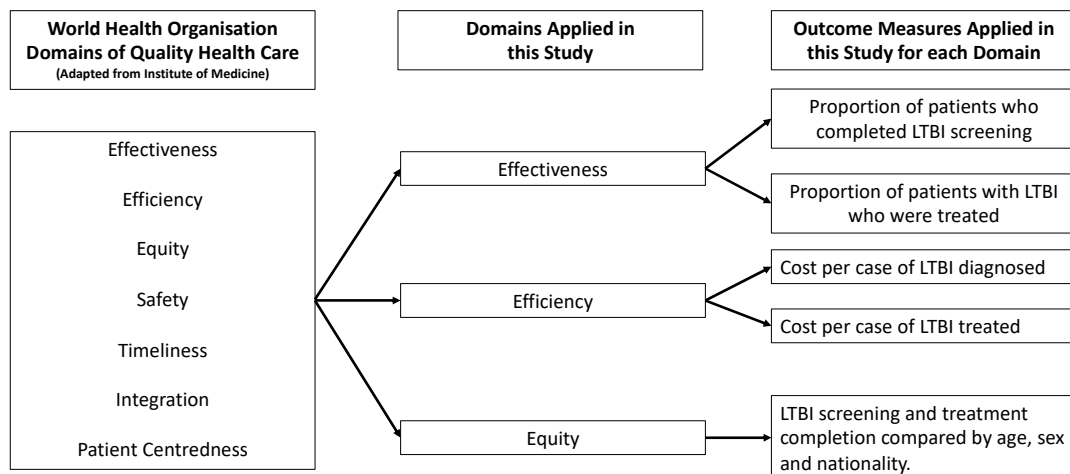 World Health Organisation
Domains of Quality Health Care
(Adapted from Institute of Medicine)
Domains Applied in
this Study
Outcome Measures Applied in
this Study for each Domain
Effectiveness
Efficiency
Equity
Safety
Timeliness
Integration
Patient Centredness
Effectiveness
Efficiency
Equity
Proportion of patients who
completed LTBI screening
Proportion of patients with LTBI
who were treated
Cost per case of LTBI diagnosed
Cost per case of LTBI treated
LTBI screening and treatment
completion compared by age, sex
and nationality.